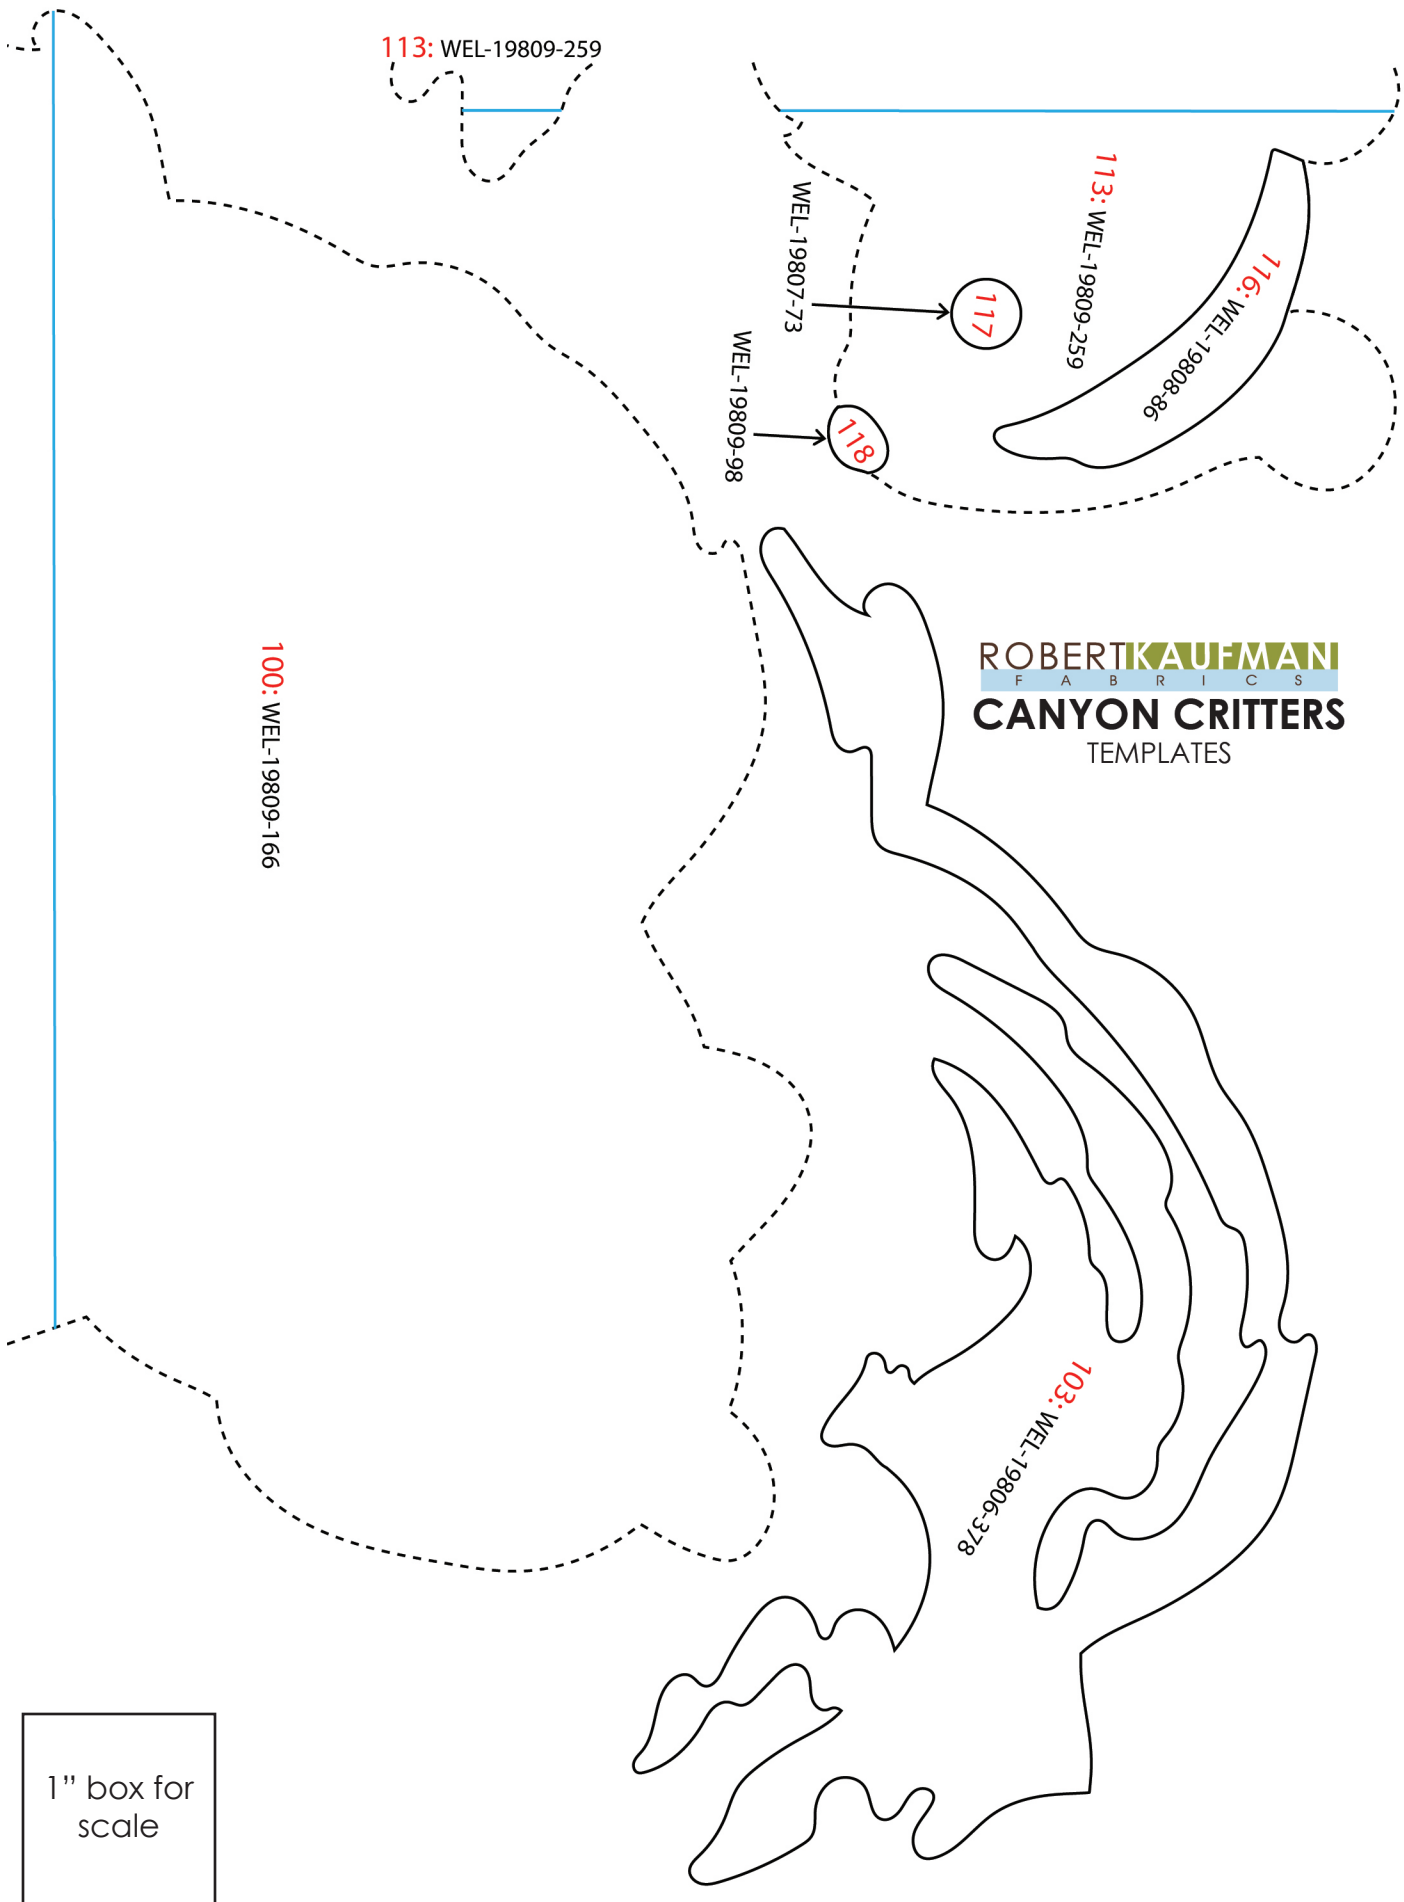 113: WEL-19809-259
113: WEL-19809-259
116: WEL-19808-86
WEL-19807-73
117
WEL-19809-98
118
ROBERTKAUFMAN
FABRICS
CANYON CRITTERS
TEMPLATES
100: WEL-19809-166
103: WEL-19806-378
1” box for
scale